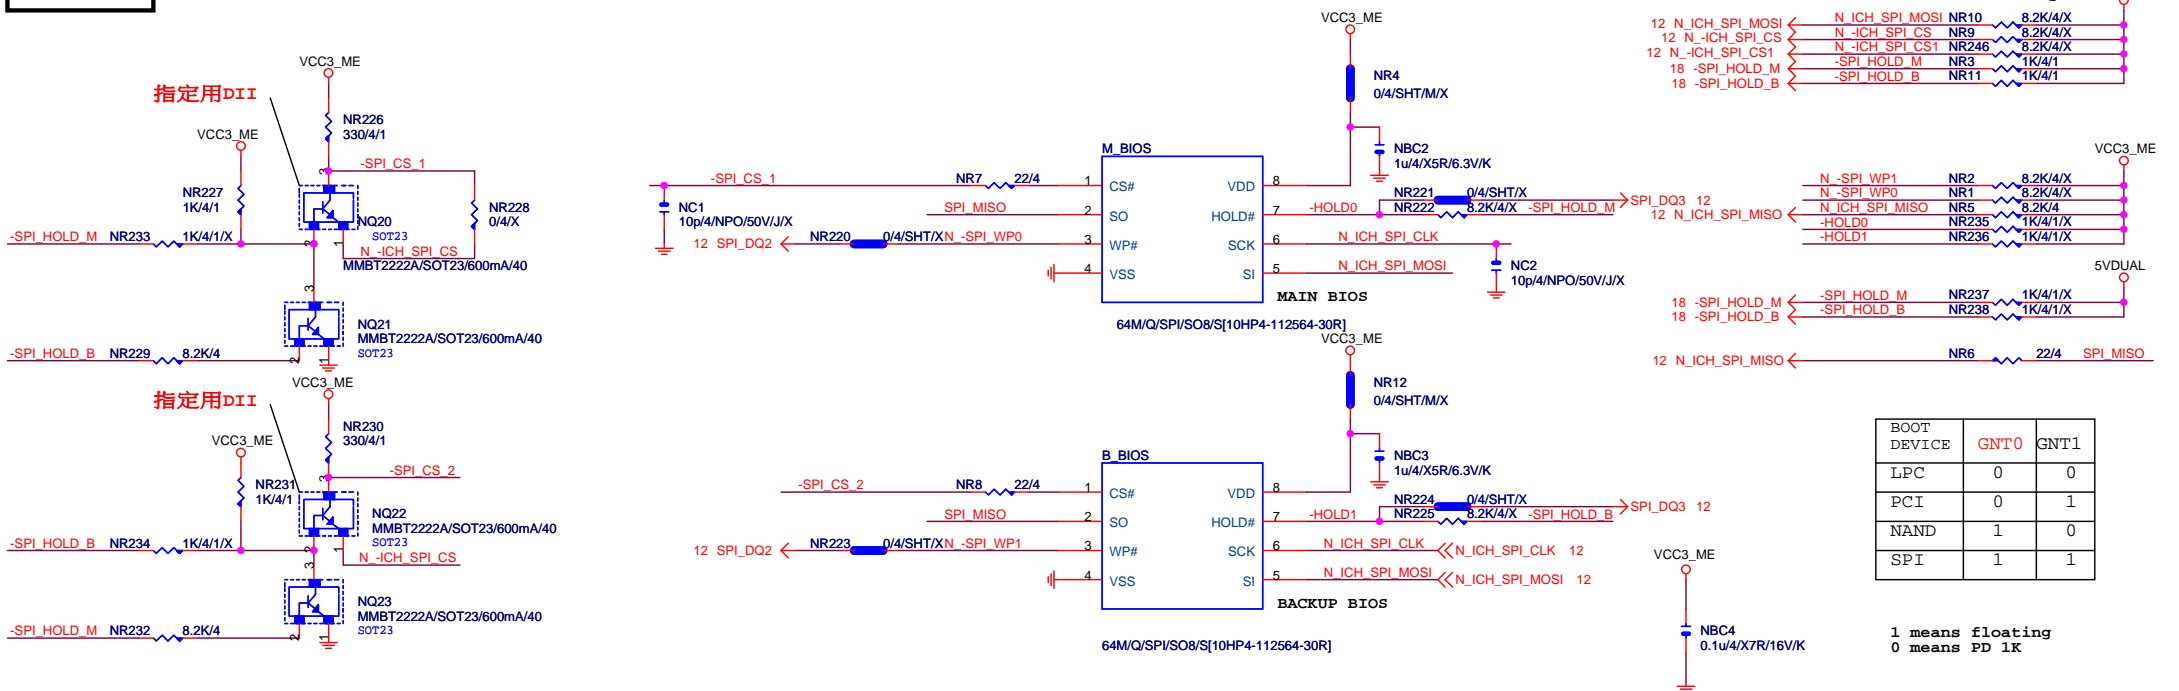 VCC3_ME
指定用DII
NR226
330/4/1
VCC3_ME
-SPI_CS_1
3
NR227
1K/4/1
NQ20
SOT23
NR228
0/4/X
-SPI_HOLD_M NR233 1K/4/1/X
2
1
N_-ICH_SPI_CS
MMBT2222A/SOT23/600mA/40
3
NQ21
MMBT2222A/SOT23/600mA/40
SOT23
-SPI_HOLD_B NR229 8.2K/4
2
1
VCC3_ME
指定用DII
NR230
330/4/1
VCC3_ME
-SPI_CS_2
3
NR231
1K/4/1
NQ22
MMBT2222A/SOT23/600mA/40
SOT23
-SPI_HOLD_B NR234 1K/4/1/X
2
1
N_-ICH_SPI_CS
3
NQ23
MMBT2222A/SOT23/600mA/40
SOT23
-SPI_HOLD_M NR232 8.2K/4
2
1
VCC3_ME
NR4
0/4/SHT/M/X
NBC2
1u/4/X5R/6.3V/K
M_BIOS
-SPI_CS_1 NR7 22/4 1 CS# VDD 8
NC1
10p/4/NPO/50V/J/X
SPI_MISO 2 SO HOLD# 7 -HOLD0
NR221 0/4/SHT/X SPI_DQ3 12
NR222 8.2K/4/X -SPI_HOLD_M
12 SPI_DQ2 NR220 0/4/SHT/X N_-SPI_WP0 3 WP# SCK 6 N_ICH_SPI_CLK
4 VSS SI 5 N_ICH_SPI_MOSI
NC2
10p/4/NPO/50V/J/X
MAIN BIOS
64M/Q/SPI/SO8/S[10HP4-112564-30R]
VCC3_ME
NR12
0/4/SHT/M/X
NBC3
1u/4/X5R/6.3V/K
B_BIOS
-SPI_CS_2 NR8 22/4 1 CS# VDD 8
SPI_MISO 2 SO HOLD# 7 -HOLD1
NR224 0/4/SHT/X SPI_DQ3 12
NR225 8.2K/4/X -SPI_HOLD_B
12 SPI_DQ2 NR223 0/4/SHT/X N_-SPI_WP1 3 WP# SCK 6 N_ICH_SPI_CLK N_ICH_SPI_CLK 12
4 VSS SI 5 N_ICH_SPI_MOSI N_ICH_SPI_MOSI 12
BACKUP BIOS
64M/Q/SPI/SO8/S[10HP4-112564-30R]
12 N_ICH_SPI_MOSI N_ICH_SPI_MOSI NR10 8.2K/4/X
12 N_-ICH_SPI_CS N_-ICH_SPI_CS NR9 8.2K/4/X
12 N_-ICH_SPI_CS1 N_-ICH_SPI_CS1 NR246 8.2K/4/X
18 -SPI_HOLD_M -SPI_HOLD_M NR3 1K/4/1
18 -SPI_HOLD_B -SPI_HOLD_B NR11 1K/4/1
VCC3_ME
N_-SPI_WP1 NR2 8.2K/4/X
N_-SPI_WP0 NR1 8.2K/4/X
12 N_ICH_SPI_MISO N_ICH_SPI_MISO NR5 8.2K/4
-HOLD0 NR235 1K/4/1/X
-HOLD1 NR236 1K/4/1/X
5VDUAL
18 -SPI_HOLD_M -SPI_HOLD_M NR237 1K/4/1/X
18 -SPI_HOLD_B -SPI_HOLD_B NR238 1K/4/1/X
12 N_ICH_SPI_MISO NR6 22/4 SPI_MISO
BOOT
DEVICE GNT0 GNT1
LPC 0 0
PCI 0 1
NAND 1 0
SPI 1 1
VCC3_ME
NBC4
0.1u/4/X7R/16V/K
1 means floating
0 means PD 1K